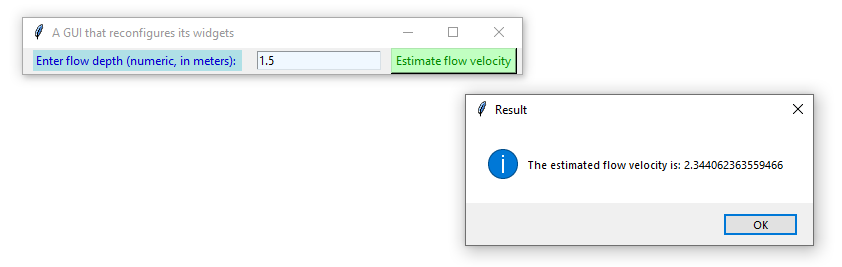 A GUI that reconfigures its widgets
Enter flow depth (numeric, in meters): 1.5 Estimate flow velocity
Result
The estimated flow velocity is: 2.344062363559466
OK